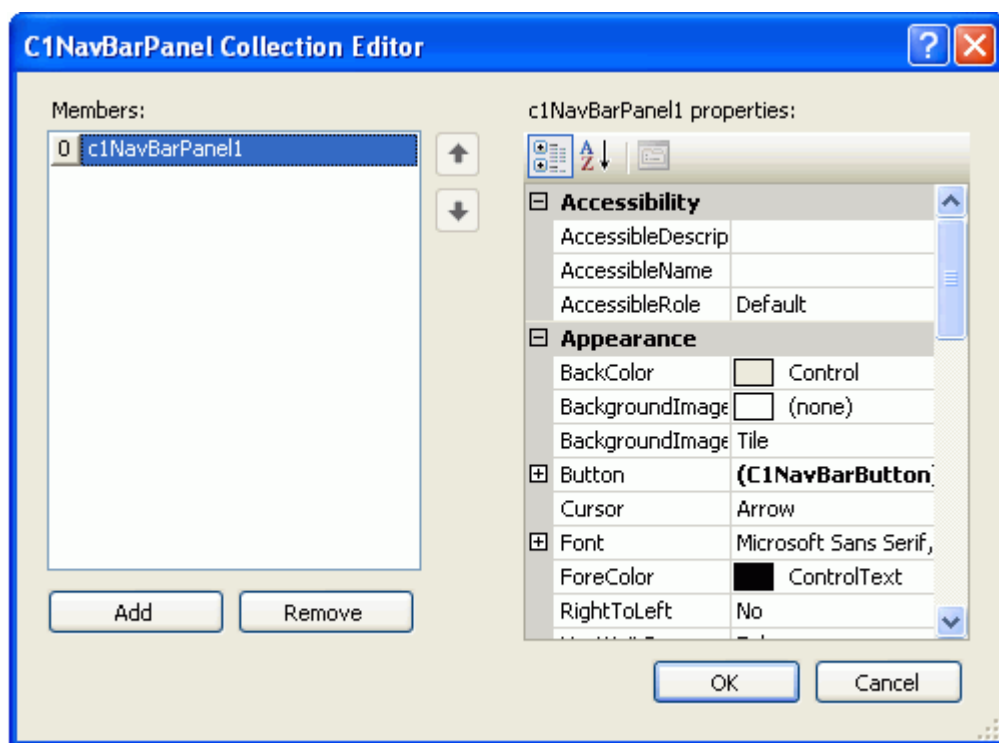 C1NavBarPanel Collection Editor
Members:
0 c1NavBarPanel1
Add Remove
c1NavBarPanel1 properties:
Accessibility
AccessibleDescrip
AccessibleName
AccessibleRole Default
Appearance
BackColor Control
BackgroundImage (none)
BackgroundImage Tile
Button (C1NavBarButton)
Cursor Arrow
Font Microsoft Sans Serif,
ForeColor ControlText
RightToLeft No
OK Cancel